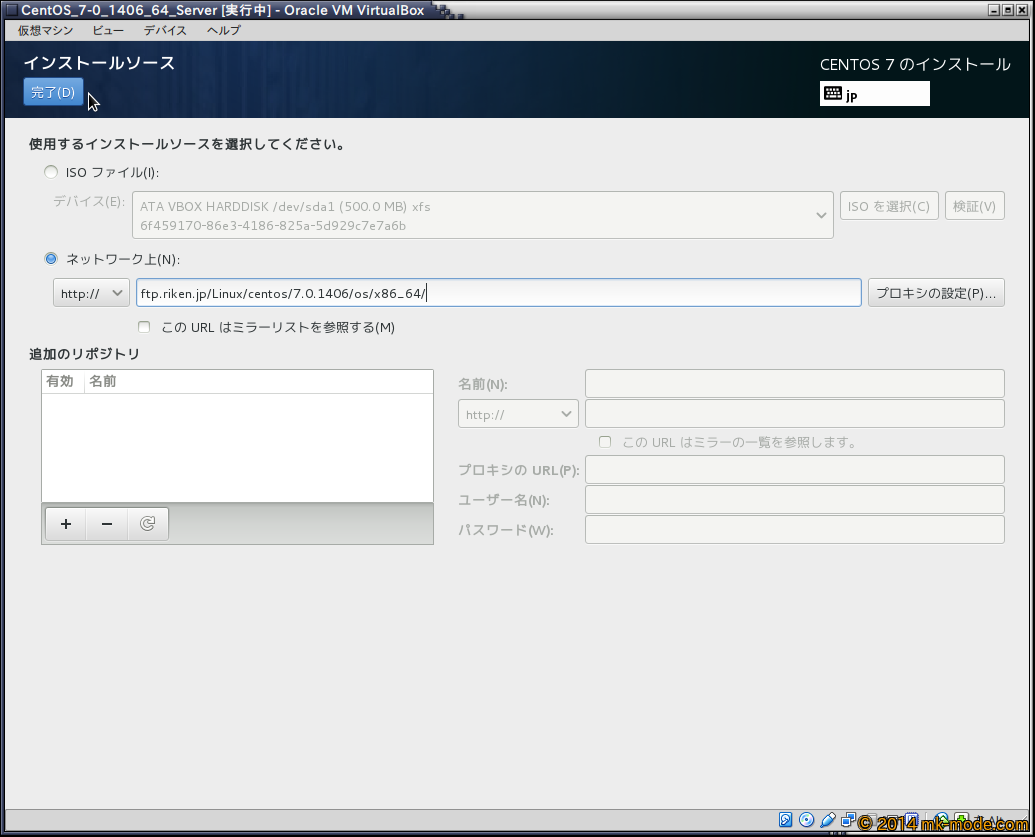 CentOS_7-0_1406_64_Server [実行中] - Oracle VM VirtualBox
仮想マシン ビュー デバイス ヘルプ
インストールソース
CENTOS 7 のインストール
完了(D)
jp
使用するインストールソースを選択してください。
ISO ファイル(I):
デバイス(E):
ATA VBOX HARDDISK /dev/sda1 (500.0 MB) xfs
6f459170-86e3-4186-825a-5d929c7e7a6b
ISO を選択(C)
検証(V)
ネットワーク上(N):
http://
ftp.riken.jp/Linux/centos/7.0.1406/os/x86_64/
プロキシの設定(P)...
この URL はミラーリストを参照する(M)
追加のリポジトリ
有効 名前
名前(N):
http://
この URL はミラーの一覧を参照します。
プロキシの URL(P):
ユーザー名(N):
パスワード(W):
© 2014 mk-mode.com